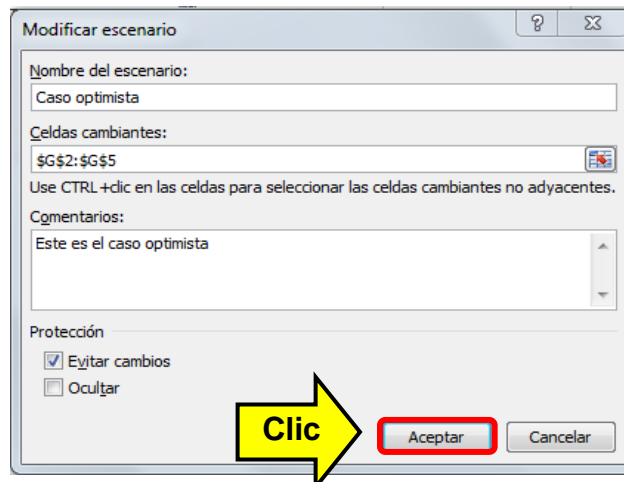 Modificar escenario
Nombre del escenario:
Caso optimista
Celdas cambiantes:
$G$2:$G$5
Use CTRL+clic en las celdas para seleccionar las celdas cambiantes no adyacentes.
Comentarios:
Este es el caso optimista
Protección
Evitar cambios
Ocultar
Clic
Aceptar
Cancelar